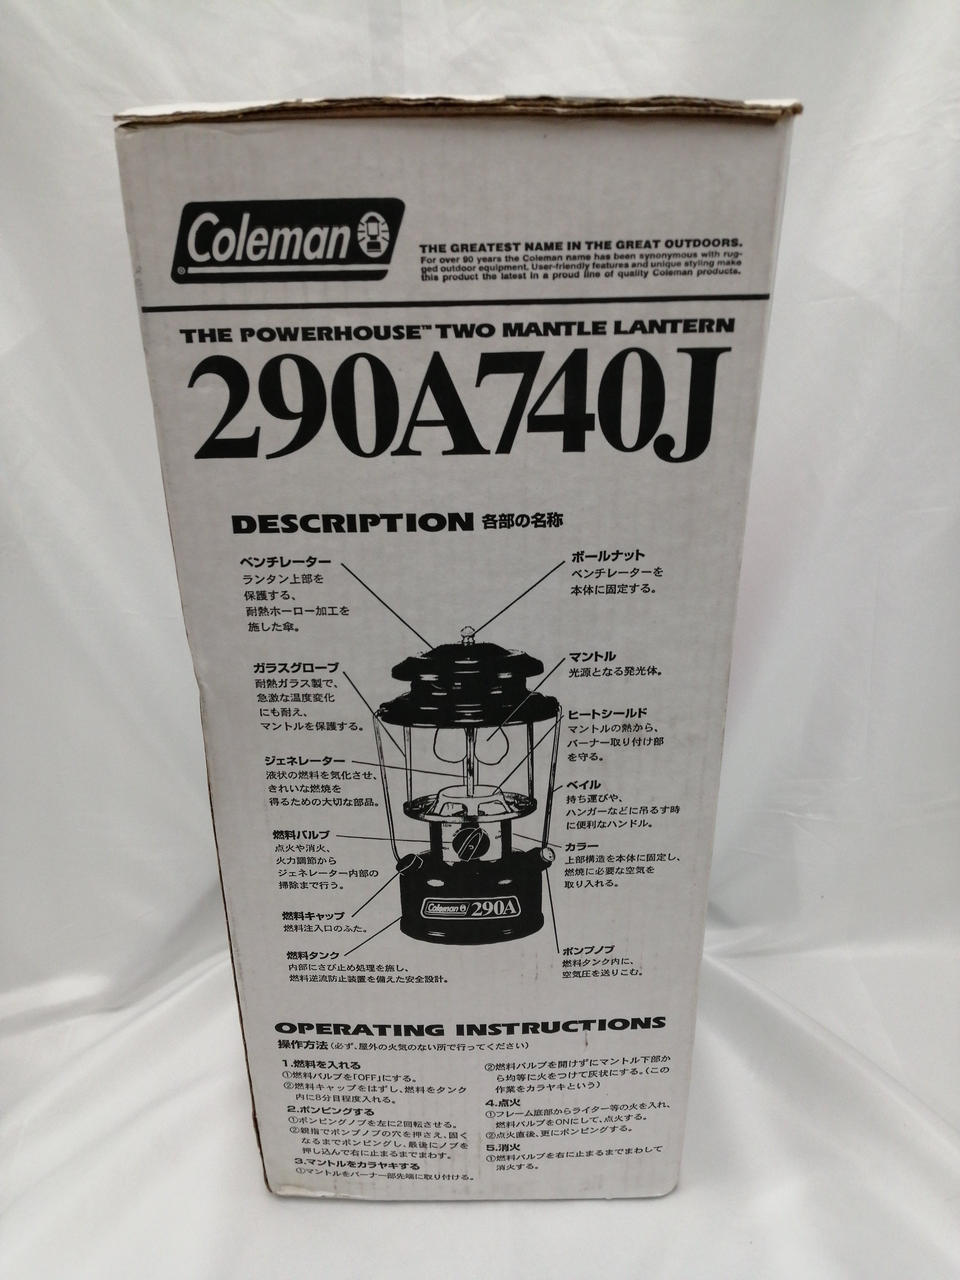 Coleman
THE GREATEST NAME IN THE GREAT OUTDOORS.
For over 90 years the Coleman name has been synonymous with rug-
ged outdoor equipment. User-friendly features and unique styling make
this product the latest in a proud line of quality Coleman products.
THE POWERHOUSE™ TWO MANTLE LANTERN
290A740J
DESCRIPTION 各部の名称
ベンチレーター
ランタン上部を
保護する、
耐熱ホーロー加工を
施した傘。
ボールナット
ベンチレーターを
本体に固定する。
ガラスグローブ
耐熱ガラス製で、
急激な温度変化
にも耐え、
マントルを保護する。
マントル
光源となる発光体。
ヒートシールド
マントルの熱から、
バーナー取り付け部
を守る。
ジェネレーター
液状の燃料を気化させ、
きれいな燃焼を
得るための大切な部品。
ベイル
持ち運びや、
ハンガーなどに吊るす時
に便利なハンドル。
燃料バルブ
点火や消火、
火力調節から
ジェネレーター内部の
掃除まで行う。
カラー
上部構造を本体に固定し、
燃焼に必要な空気を
取り入れる。
燃料キャップ
燃料注入口のふた。
Coleman 290A
燃料タンク
内部にさび止め処理を施し、
燃料逆流防止装置を備えた安全設計。
ポンプノブ
燃料タンク内に、
空気圧を送りこむ。
OPERATING INSTRUCTIONS
操作方法(必ず、屋外の火気のない所で行ってください)
1.燃料を入れる
①燃料バルブを「OFF」にする。
②燃料キャップをはずし、燃料をタンク
内に8分目程度入れる。
2.ポンピングする
①ポンピングノブを左に2回転させる。
②親指でポンプノブの穴を押さえ、固く
なるまでポンピングし、最後にノブを
押し込んで右に止まるまでまわす。
3.マントルをカラヤキする
①マントルをバーナー部先端に取り付ける。
②燃料バルブを開けずにマントル下部か
ら均等に火をつけて灰状にする。(この
作業をカラヤキという)
4.点火
①フレーム底部からライター等の火を入れ、
燃料バルブをONにして、点火する。
②点火直後、更にポンピングする。
5.消火
①燃料バルブを右に止まるまでまわして
消火する。